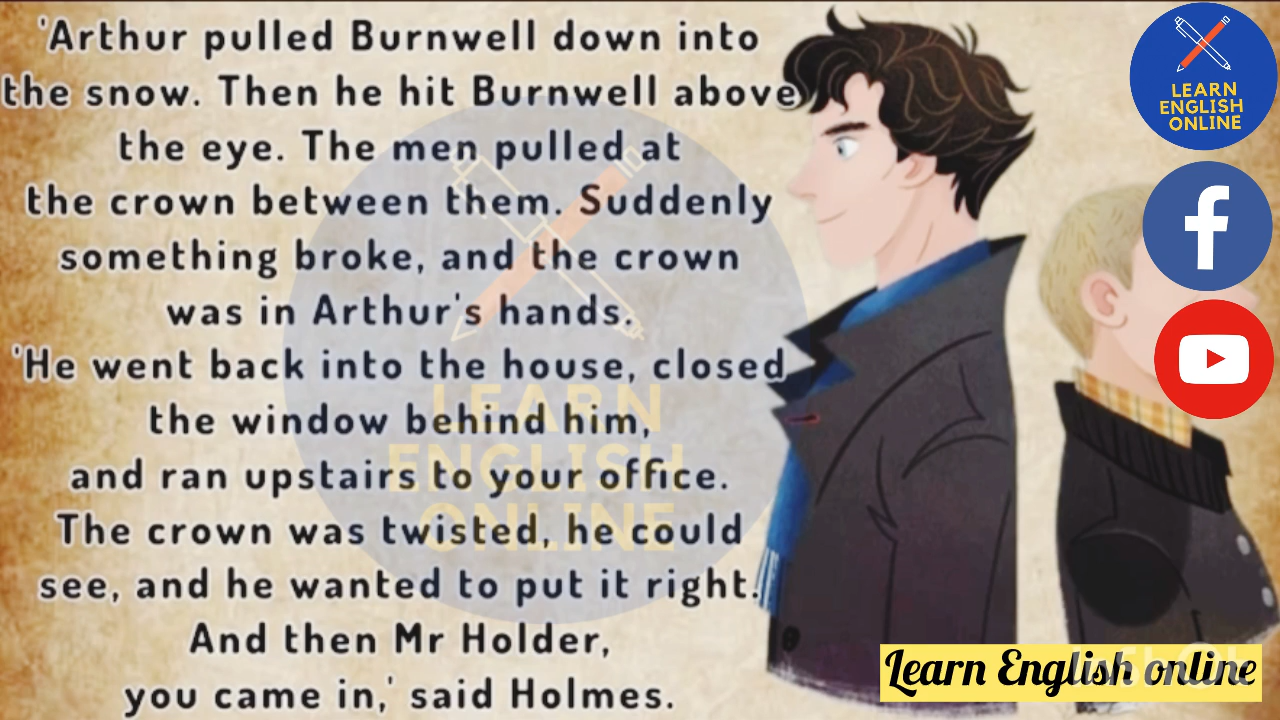 'Arthur pulled Burnwell down into
the snow. Then he hit Burnwell above
the eye. The men pulled at
the crown between them. Suddenly
something broke, and the crown
was in Arthur's hands.
'He went back into the house, closed
the window behind him,
and ran upstairs to your office.
The crown was twisted, he could
see, and he wanted to put it right.
And then Mr Holder,
you came in,' said Holmes.
LEARN
ENGLISH
ONLINE
LEARN
ENGLISH
ONLINE
f
Learn English online